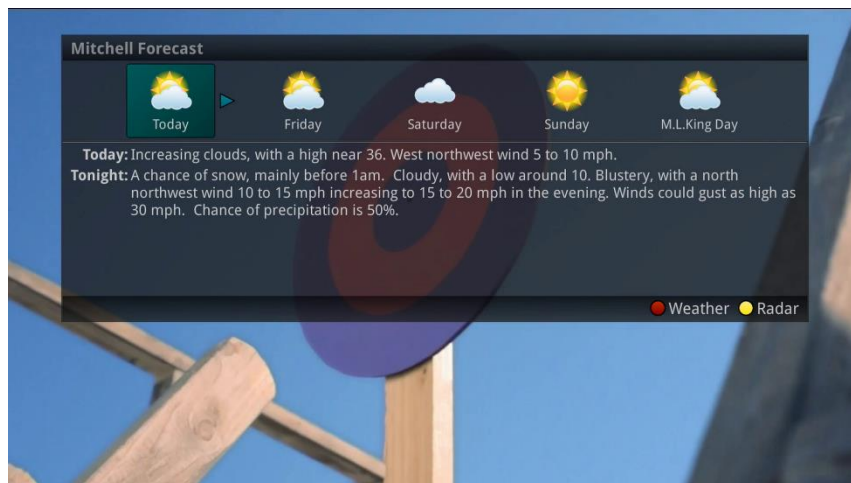 Mitchell Forecast
Today Friday Saturday Sunday M.L.King Day
Today: Increasing clouds, with a high near 36. West northwest wind 5 to 10 mph.
Tonight: A chance of snow, mainly before 1am. Cloudy, with a low around 10. Blustery, with a north
northwest wind 10 to 15 mph increasing to 15 to 20 mph in the evening. Winds could gust as high as
30 mph. Chance of precipitation is 50%.
Weather Radar